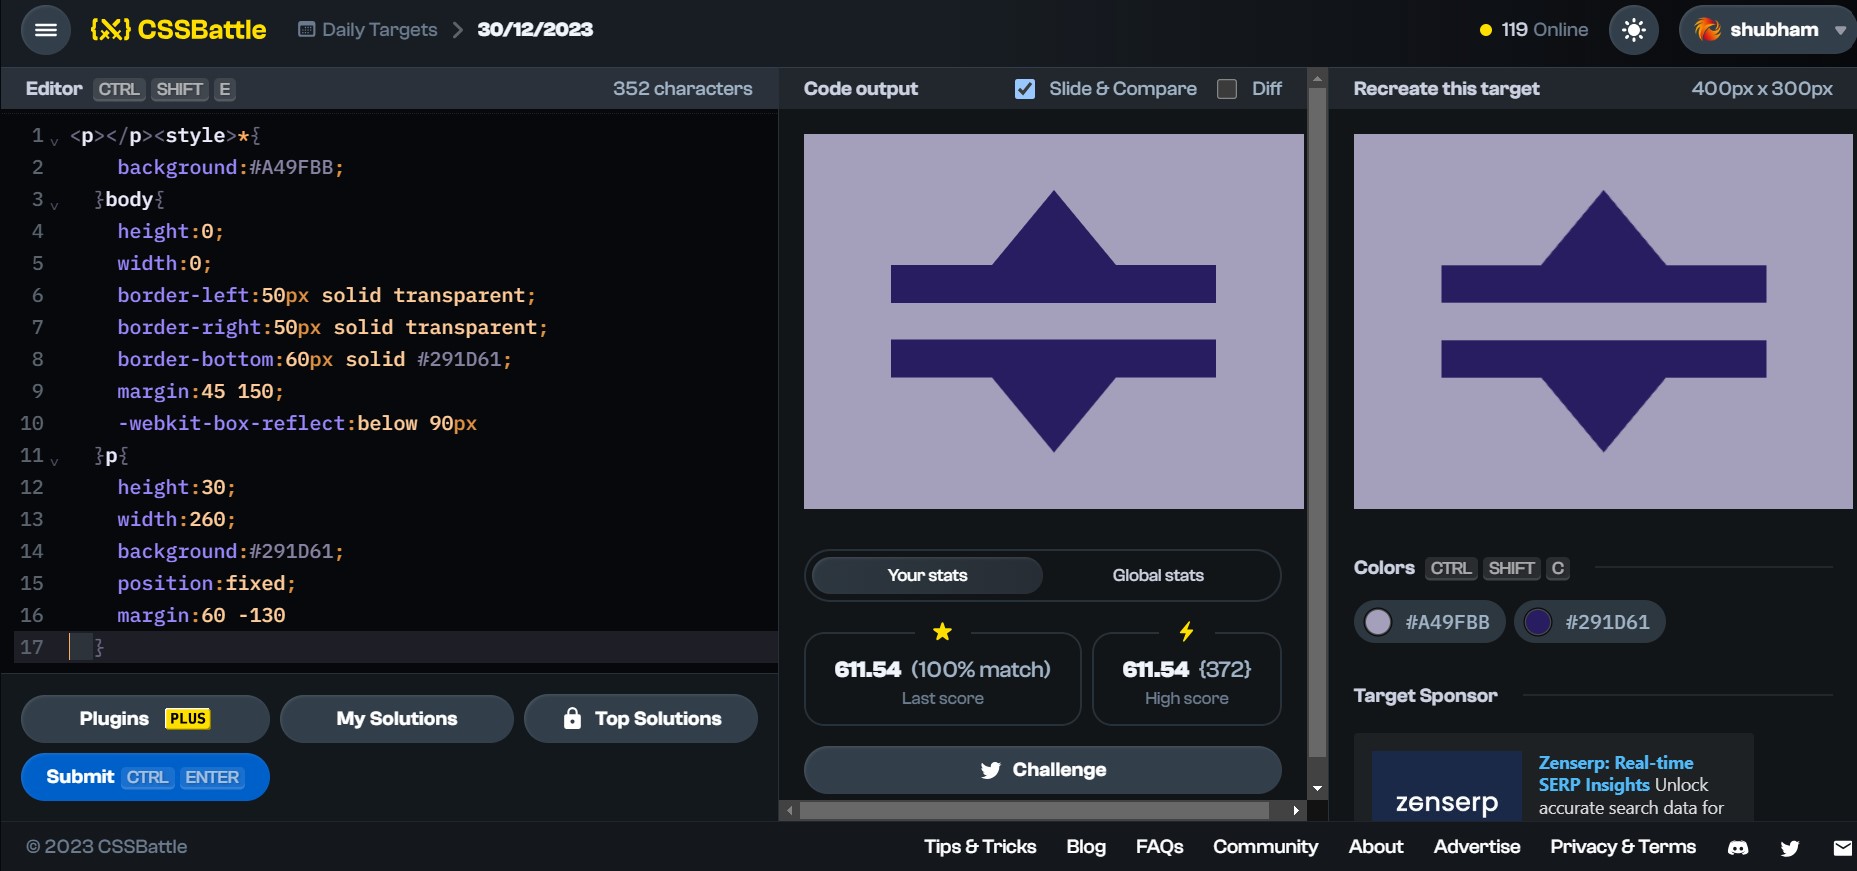 {X} CSSBattle
Daily Targets > 30/12/2023
119 Online
shubham
Editor CTRL SHIFT E
352 characters
1 <p></p><style>*{
2 background:#A49FBB;
3 }body{
4 height:0;
5 width:0;
6 border-left:50px solid transparent;
7 border-right:50px solid transparent;
8 border-bottom:60px solid #291D61;
9 margin:45 150;
10 -webkit-box-reflect:below 90px
11 }p{
12 height:30;
13 width:260;
14 background:#291D61;
15 position:fixed;
16 margin:60 -130
17 }
Plugins PLUS
My Solutions
Top Solutions
Submit CTRL ENTER
Code output
Slide & Compare
Diff
Your stats
Global stats
611.54 (100% match)
Last score
611.54 {372}
High score
Challenge
Recreate this target
400px x 300px
Colors CTRL SHIFT C
#A49FBB
#291D61
Target Sponsor
zenserp
Zenserp: Real-time
SERP Insights Unlock
accurate search data for
© 2023 CSSBattle
Tips & Tricks
Blog
FAQs
Community
About
Advertise
Privacy & Terms